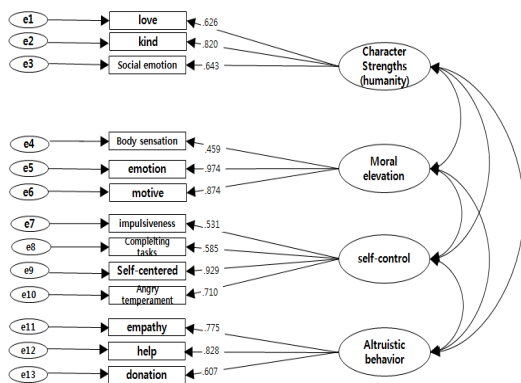 e1
love
.626
e2
kind
.820
e3
Social emotion
.643
Character
Strengths
(humanity)
e4
Body sensation
.459
e5
emotion
.974
e6
motive
.874
Moral
elevation
e7
impulsiveness
.531
e8
Complelting
tasks
.585
e9
Self-centered
.929
e10
Angry
temperament
.710
self-control
e11
empathy
.775
e12
help
.828
e13
donation
.607
Altruistic
behavior